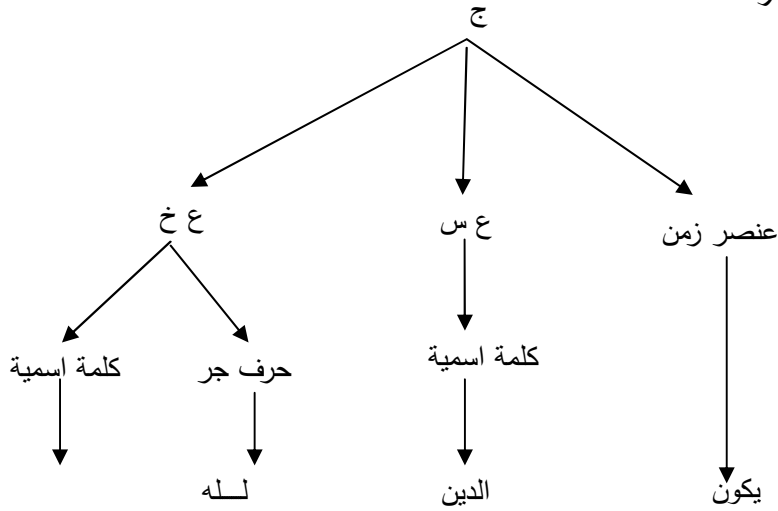 ج
عنصر زمن ع س ع خ
كلمة اسمية حرف جر كلمة اسمية
يكون الدين لــله